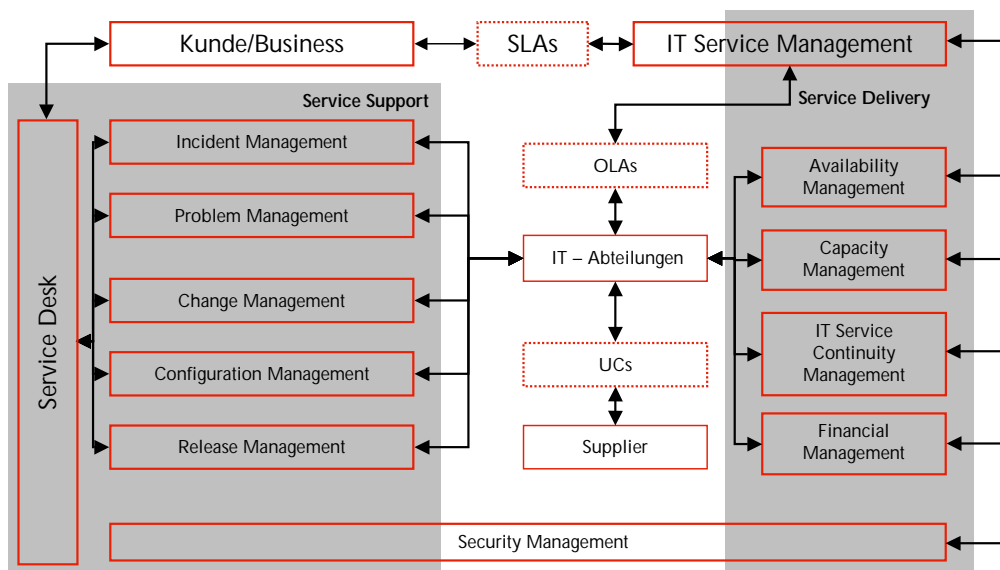 Kunde/Business
SLAs
IT Service Management
Service Support
Service Delivery
Service Desk
Incident Management
Problem Management
Change Management
Configuration Management
Release Management
OLAs
IT – Abteilungen
UCs
Supplier
Availability
Management
Capacity
Management
IT Service
Continuity
Management
Financial
Management
Security Management